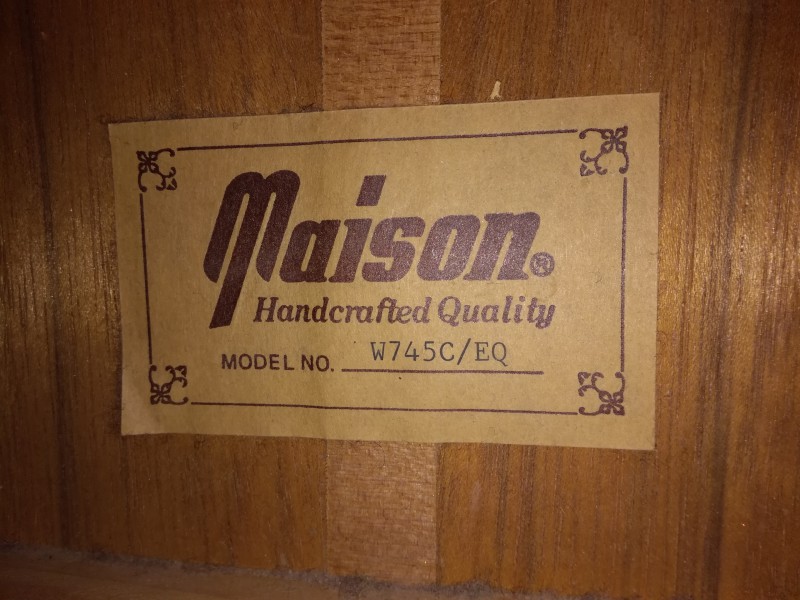 Maison®
Handcrafted Quality
MODEL NO. W745C/EQ